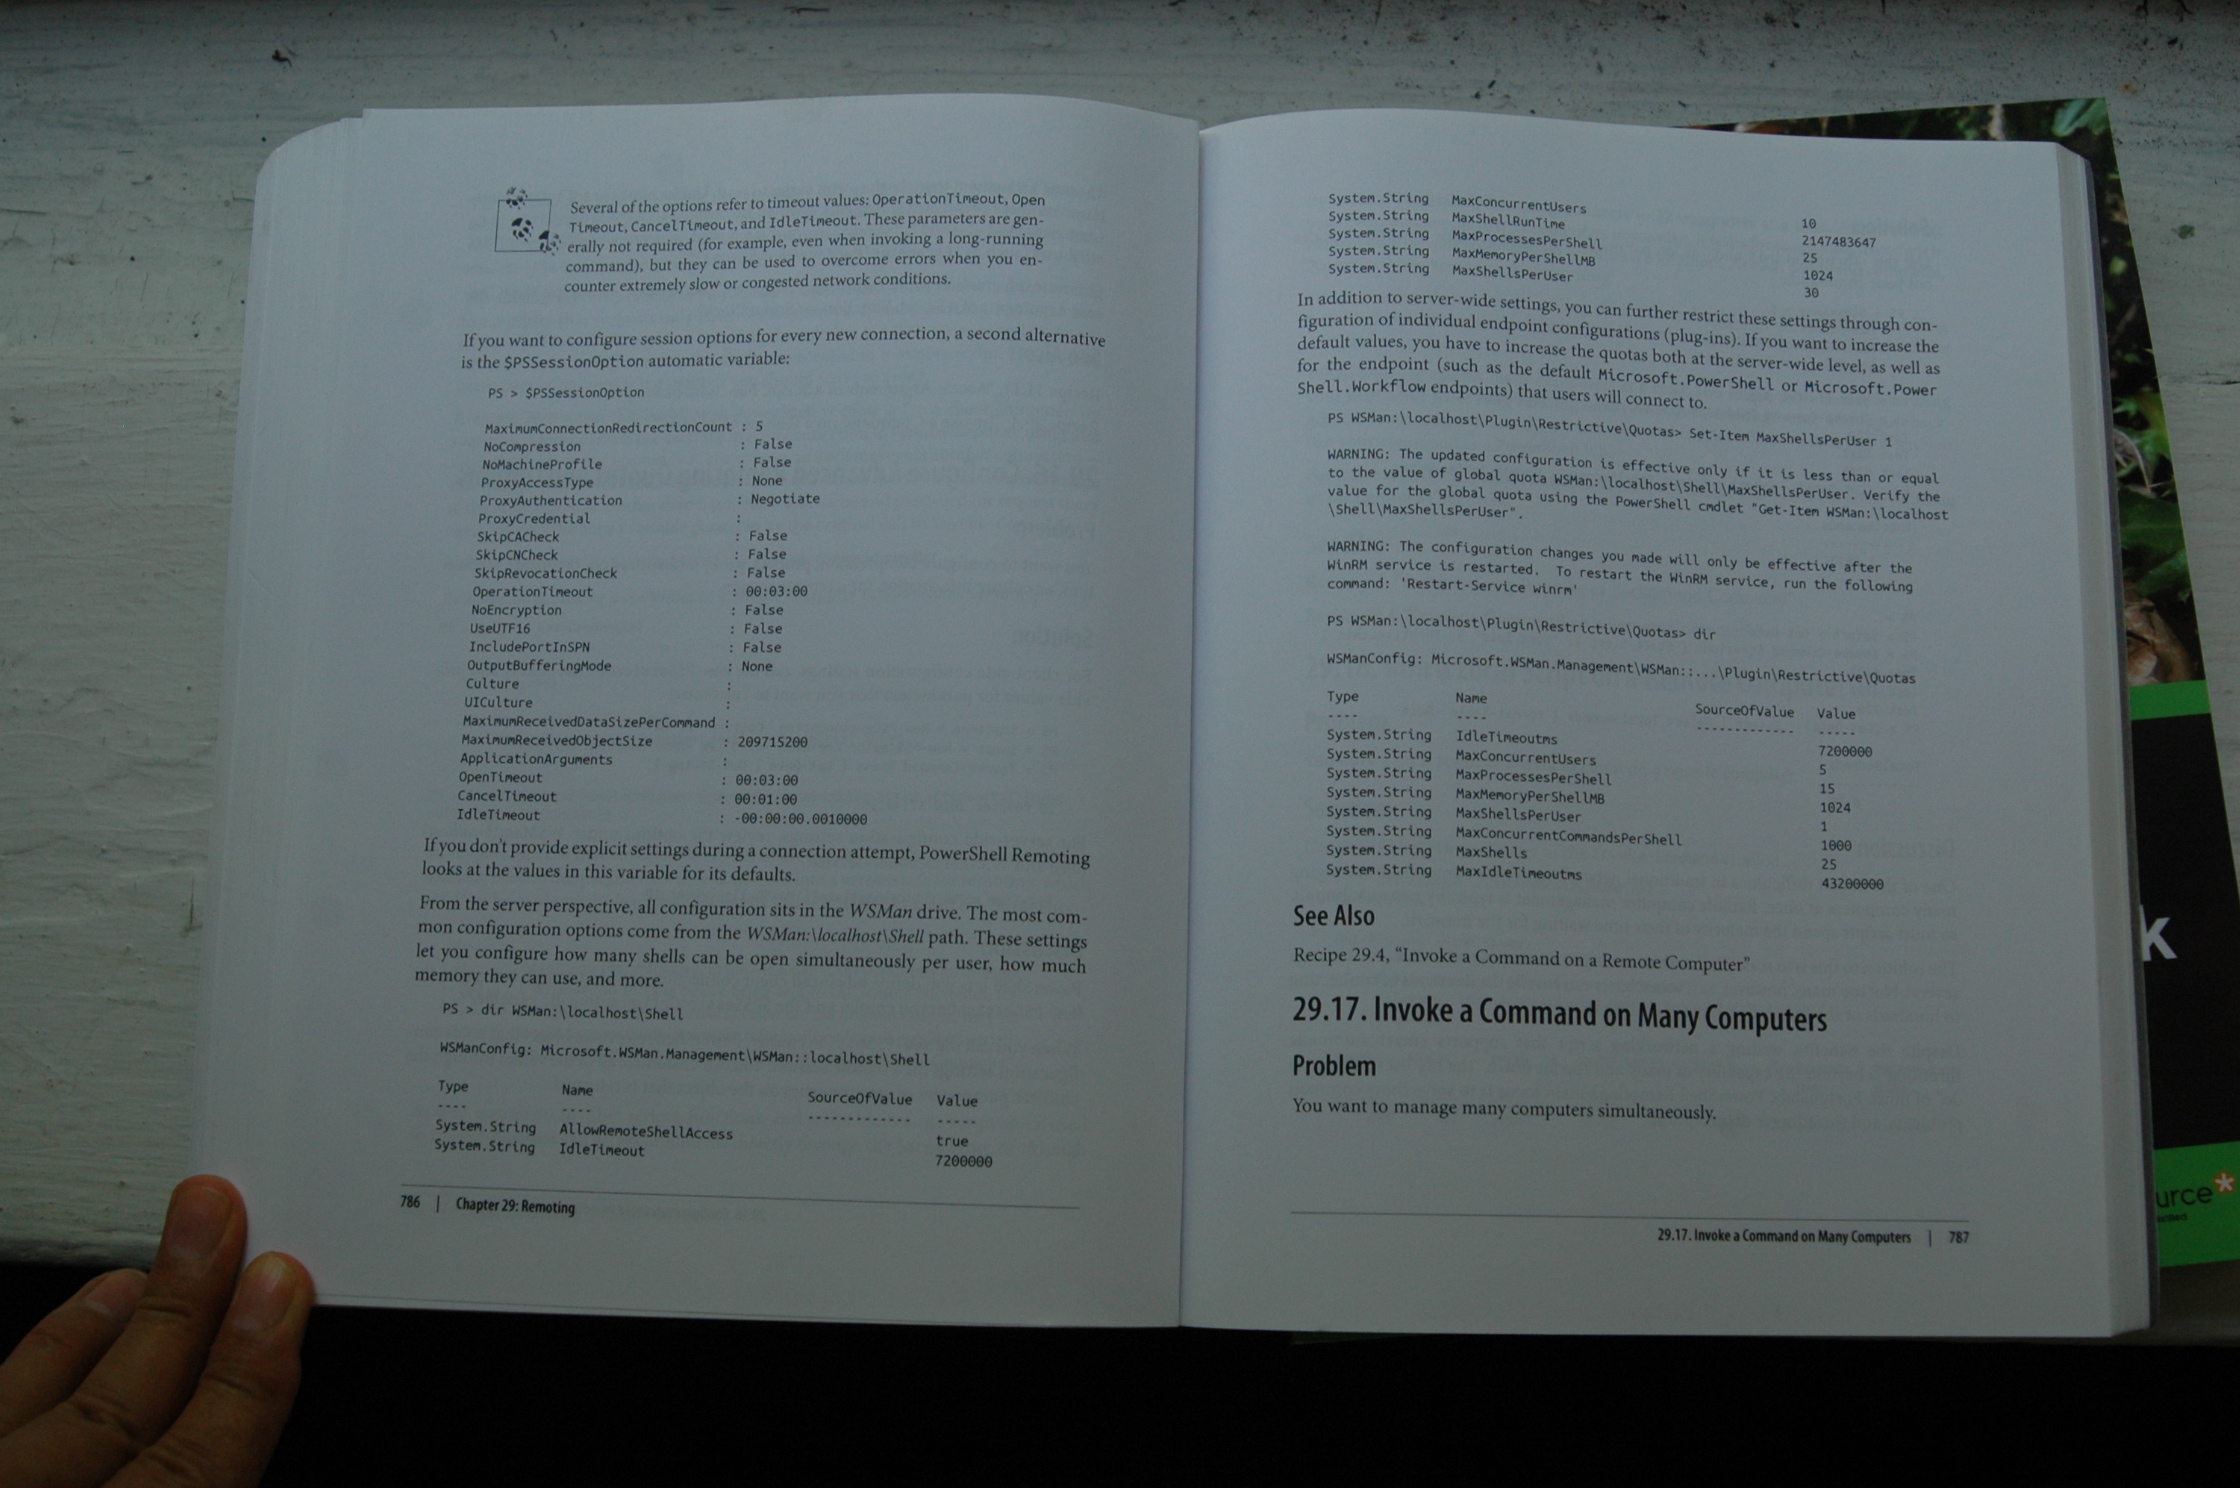 Several of the options refer to timeout values: OperationTimeout, Open
Timeout, CancelTimeout, and IdleTimeout. These parameters are gen-
erally not required (for example, even when invoking a long-running
command), but they can be used to overcome errors when you en-
counter extremely slow or congested network conditions.
If you want to configure session options for every new connection, a second alternative
is the $PSSessionOption automatic variable:
PS > $PSSessionOption
MaximumConnectionRedirectionCount : 5
NoCompression : False
NoMachineProfile : False
ProxyAccessType : None
ProxyAuthentication : Negotiate
ProxyCredential :
SkipCACheck : False
SkipCNCheck : False
SkipRevocationCheck : False
OperationTimeout : 00:03:00
NoEncryption : False
UseUTF16 : False
IncludePortInSPN : False
OutputBufferingMode : None
Culture :
UICulture :
MaximumReceivedDataSizePerCommand :
MaximumReceivedObjectSize : 209715200
ApplicationArguments :
OpenTimeout : 00:03:00
CancelTimeout : 00:01:00
IdleTimeout : -00:00:00.0010000
If you don't provide explicit settings during a connection attempt, PowerShell Remoting
looks at the values in this variable for its defaults.
From the server perspective, all configuration sits in the WSMan drive. The most com-
mon configuration options come from the WSMan:\localhost\Shell path. These settings
let you configure how many shells can be open simultaneously per user, how much
memory they can use, and more.
PS > dir WSMan:\localhost\Shell
WSManConfig: Microsoft.WSMan.Management\WSMan::localhost\Shell
Type Name SourceOfValue Value
---- ---- ------------- -----
System.String AllowRemoteShellAccess true
System.String IdleTimeout 7200000
786 | Chapter 29: Remoting
System.String MaxConcurrentUsers 10
System.String MaxShellRunTime 2147483647
System.String MaxProcessesPerShell 25
System.String MaxMemoryPerShellMB 1024
System.String MaxShellsPerUser 30
In addition to server-wide settings, you can further restrict these settings through con-
figuration of individual endpoint configurations (plug-ins). If you want to increase the
default values, you have to increase the quotas both at the server-wide level, as well as
for the endpoint (such as the default Microsoft.PowerShell or Microsoft.Power
Shell.Workflow endpoints) that users will connect to.
PS WSMan:\localhost\Plugin\Restrictive\Quotas> Set-Item MaxShellsPerUser 1
WARNING: The updated configuration is effective only if it is less than or equal
to the value of global quota WSMan:\localhost\Shell\MaxShellsPerUser. Verify the
value for the global quota using the PowerShell cmdlet "Get-Item WSMan:\localhost
\Shell\MaxShellsPerUser".
WARNING: The configuration changes you made will only be effective after the
WinRM service is restarted. To restart the WinRM service, run the following
command: 'Restart-Service winrm'
PS WSMan:\localhost\Plugin\Restrictive\Quotas> dir
WSManConfig: Microsoft.WSMan.Management\WSMan::...\Plugin\Restrictive\Quotas
Type Name SourceOfValue Value
---- ---- ------------- -----
System.String IdleTimeoutms 7200000
System.String MaxConcurrentUsers 5
System.String MaxProcessesPerShell 15
System.String MaxMemoryPerShellMB 1024
System.String MaxShellsPerUser 1
System.String MaxConcurrentCommandsPerShell 1000
System.String MaxShells 25
System.String MaxIdleTimeoutms 43200000
See Also
Recipe 29.4, “Invoke a Command on a Remote Computer”
29.17. Invoke a Command on Many Computers
Problem
You want to manage many computers simultaneously.
29.17. Invoke a Command on Many Computers | 787
k
urce*